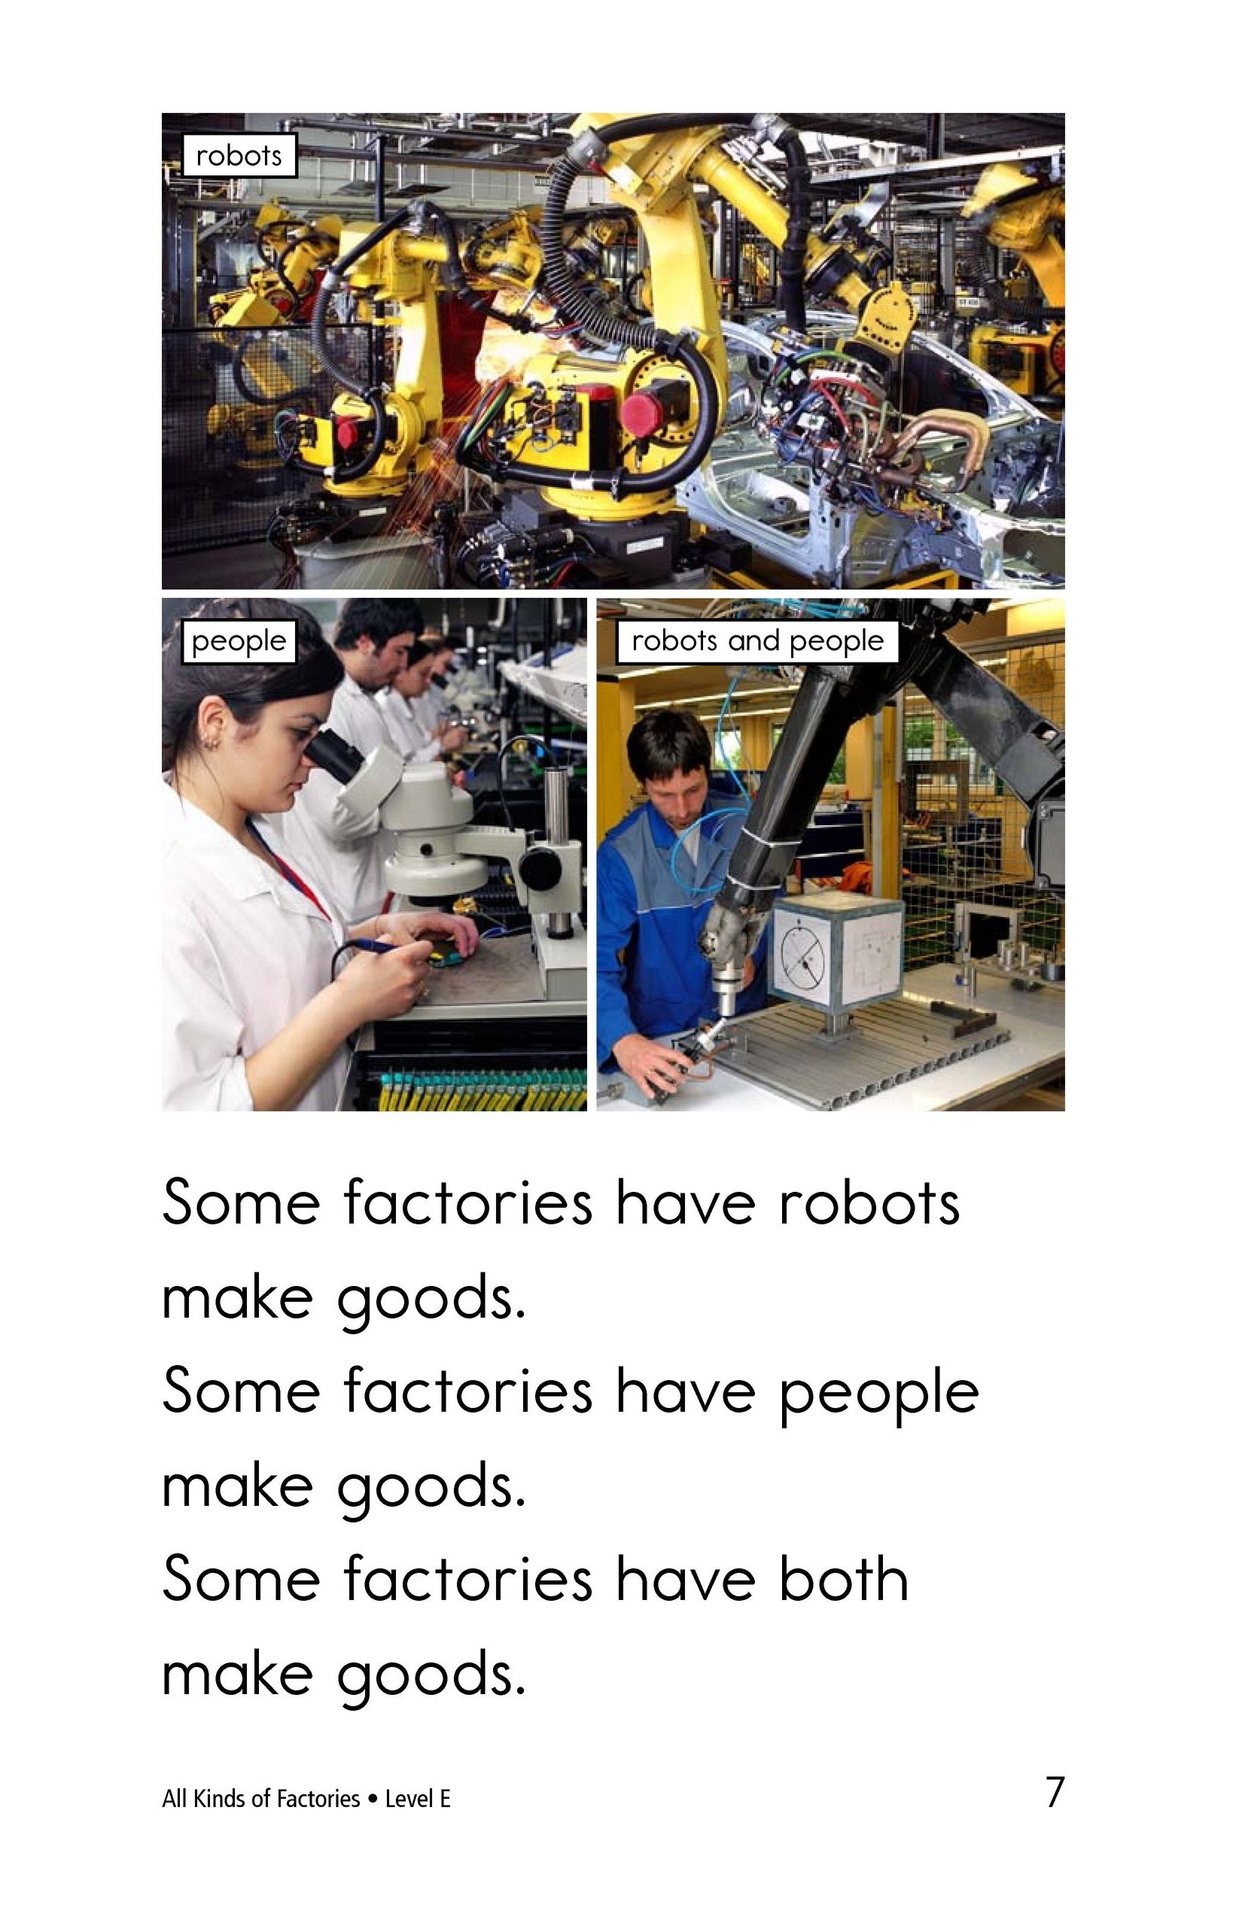 robots
people
robots and people
Some factories have robots
make goods.
Some factories have people
make goods.
Some factories have both
make goods.
All Kinds of Factories • Level E
7